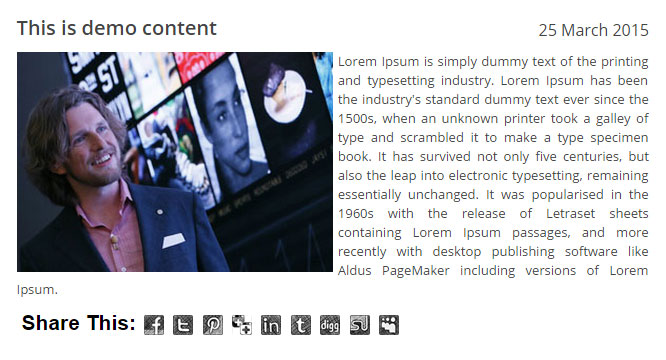 This is demo content
25 March 2015
Lorem Ipsum is simply dummy text of the printing
and typesetting industry. Lorem Ipsum has been
the industry's standard dummy text ever since the
1500s, when an unknown printer took a galley of
type and scrambled it to make a type specimen
book. It has survived not only five centuries, but
also the leap into electronic typesetting, remaining
essentially unchanged. It was popularised in the
1960s with the release of Letraset sheets
containing Lorem Ipsum passages, and more
recently with desktop publishing software like
Aldus PageMaker including versions of Lorem
Ipsum.
Share This:
digg